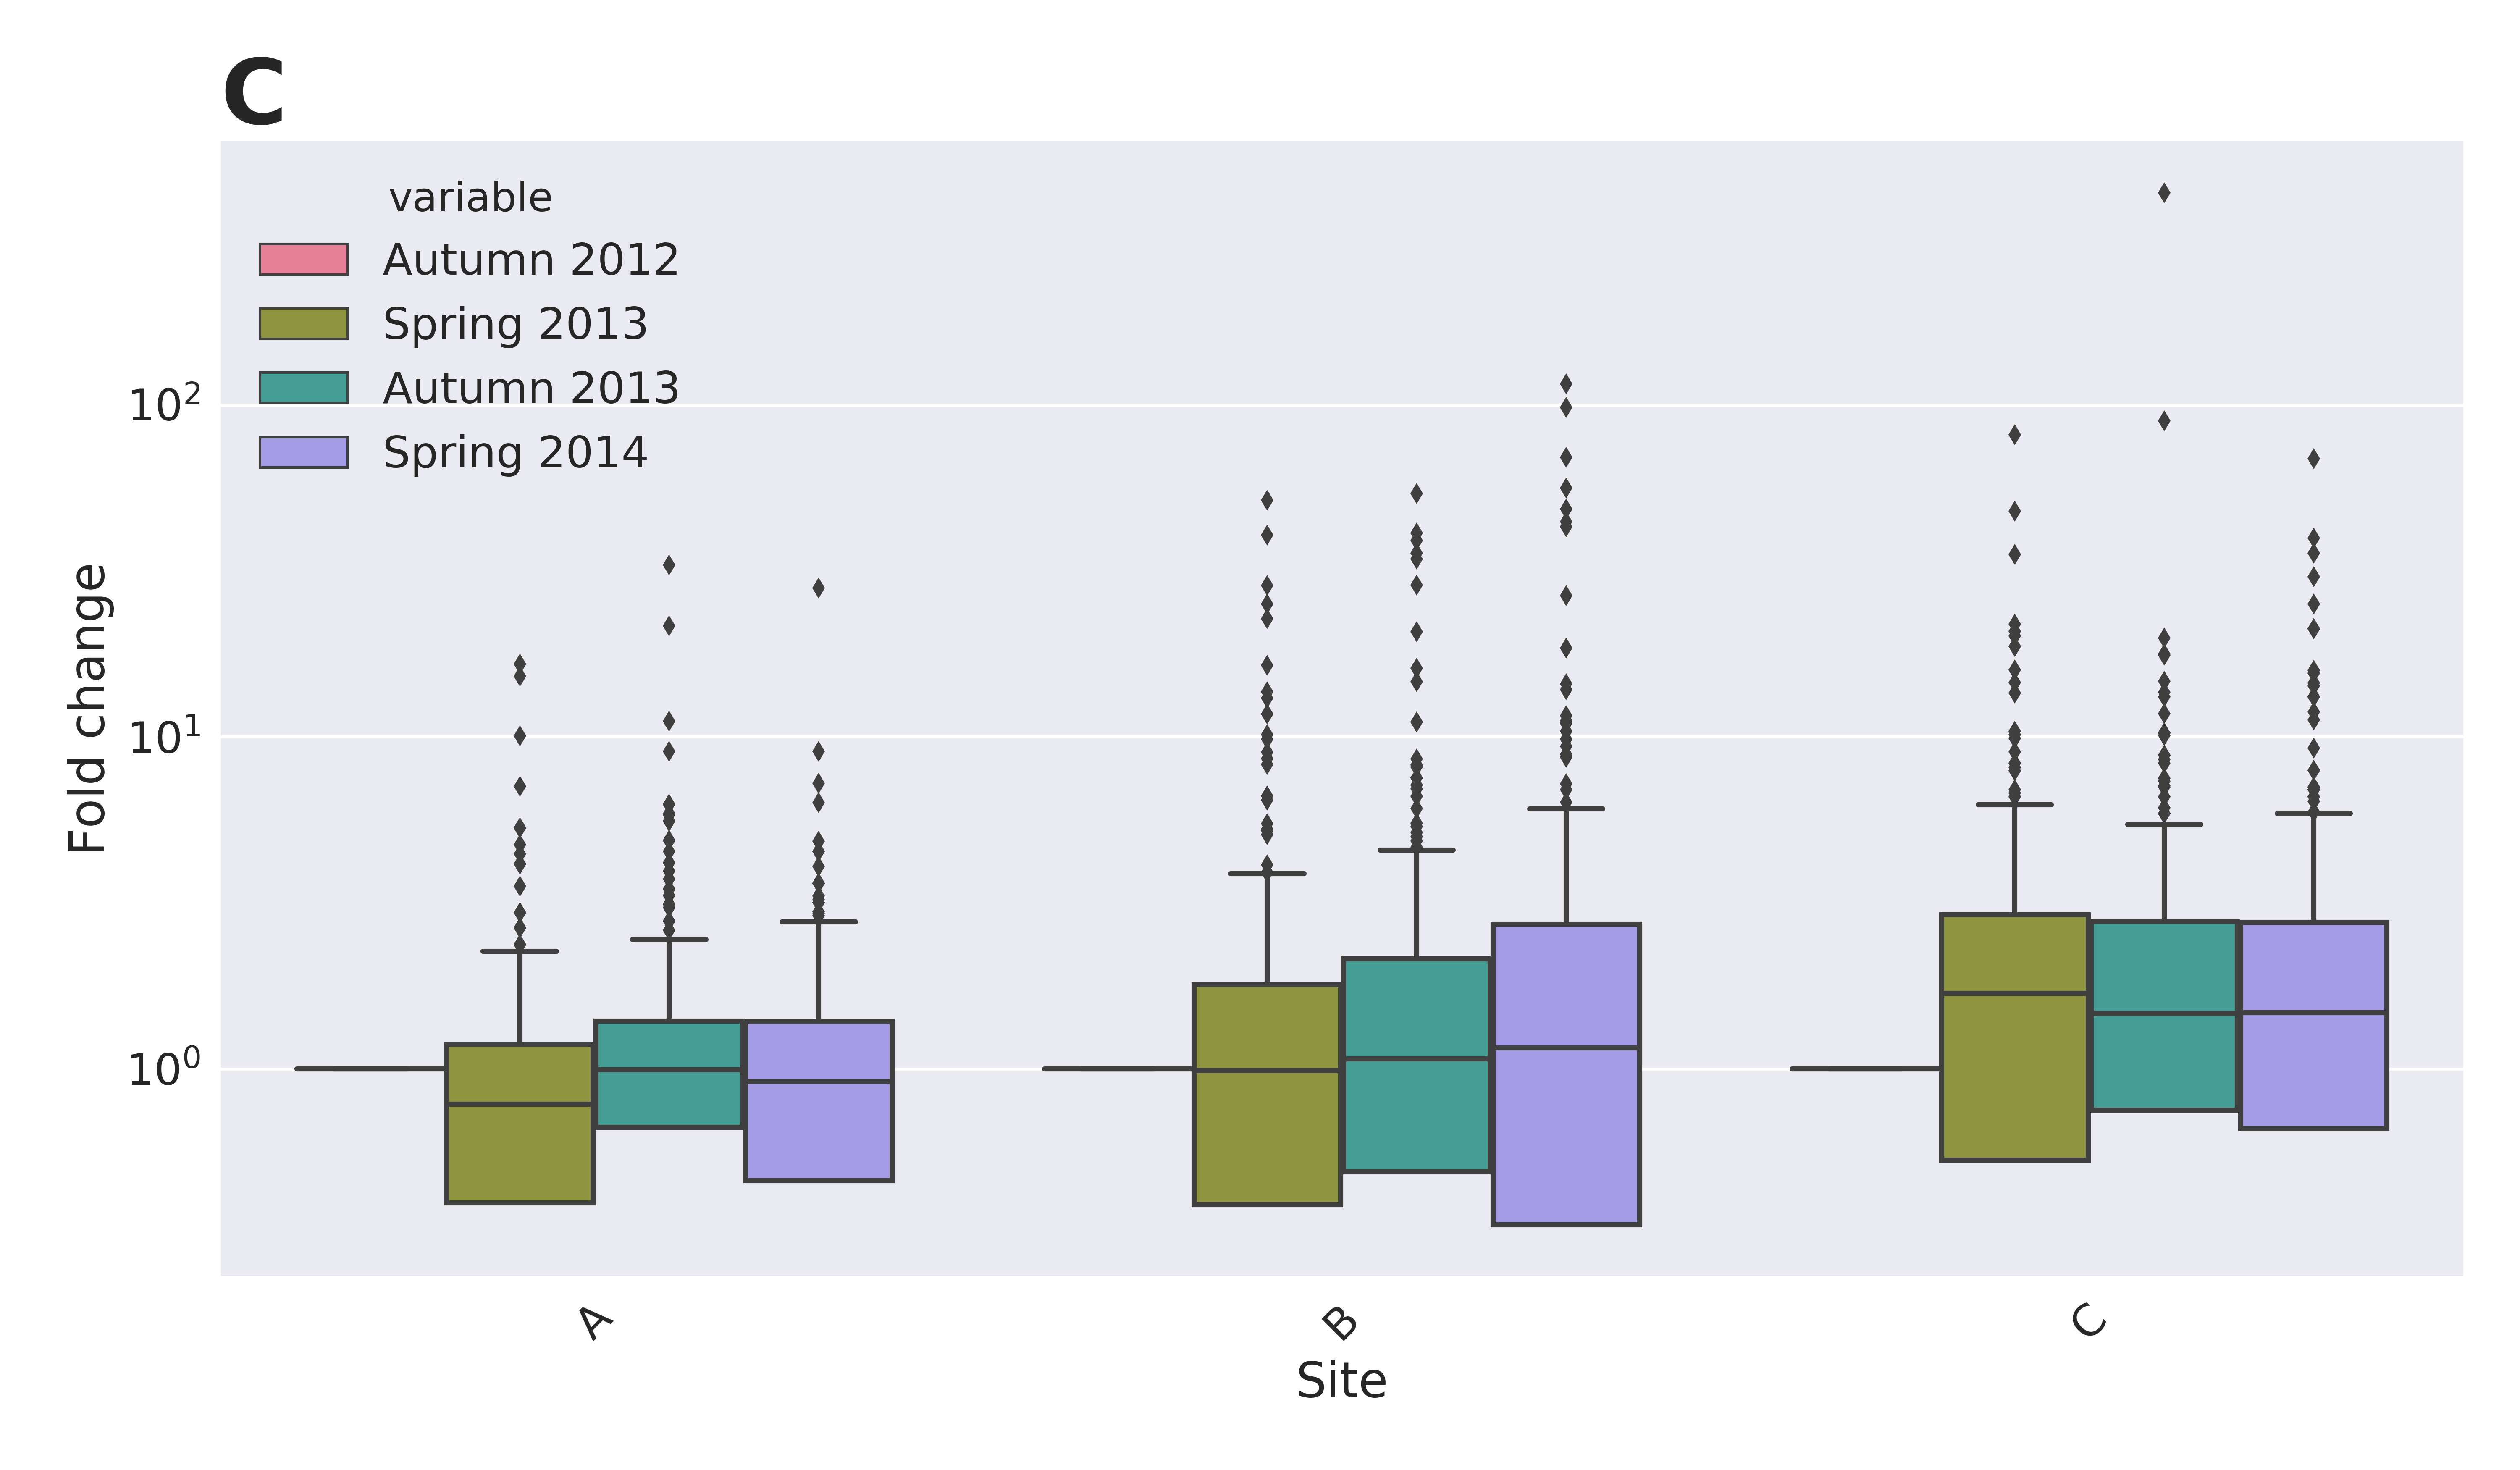 C
variable
Autumn 2012
Spring 2013
Autumn 2013
Spring 2014
Fold change
10²
10¹
10⁰
A
B
C
Site